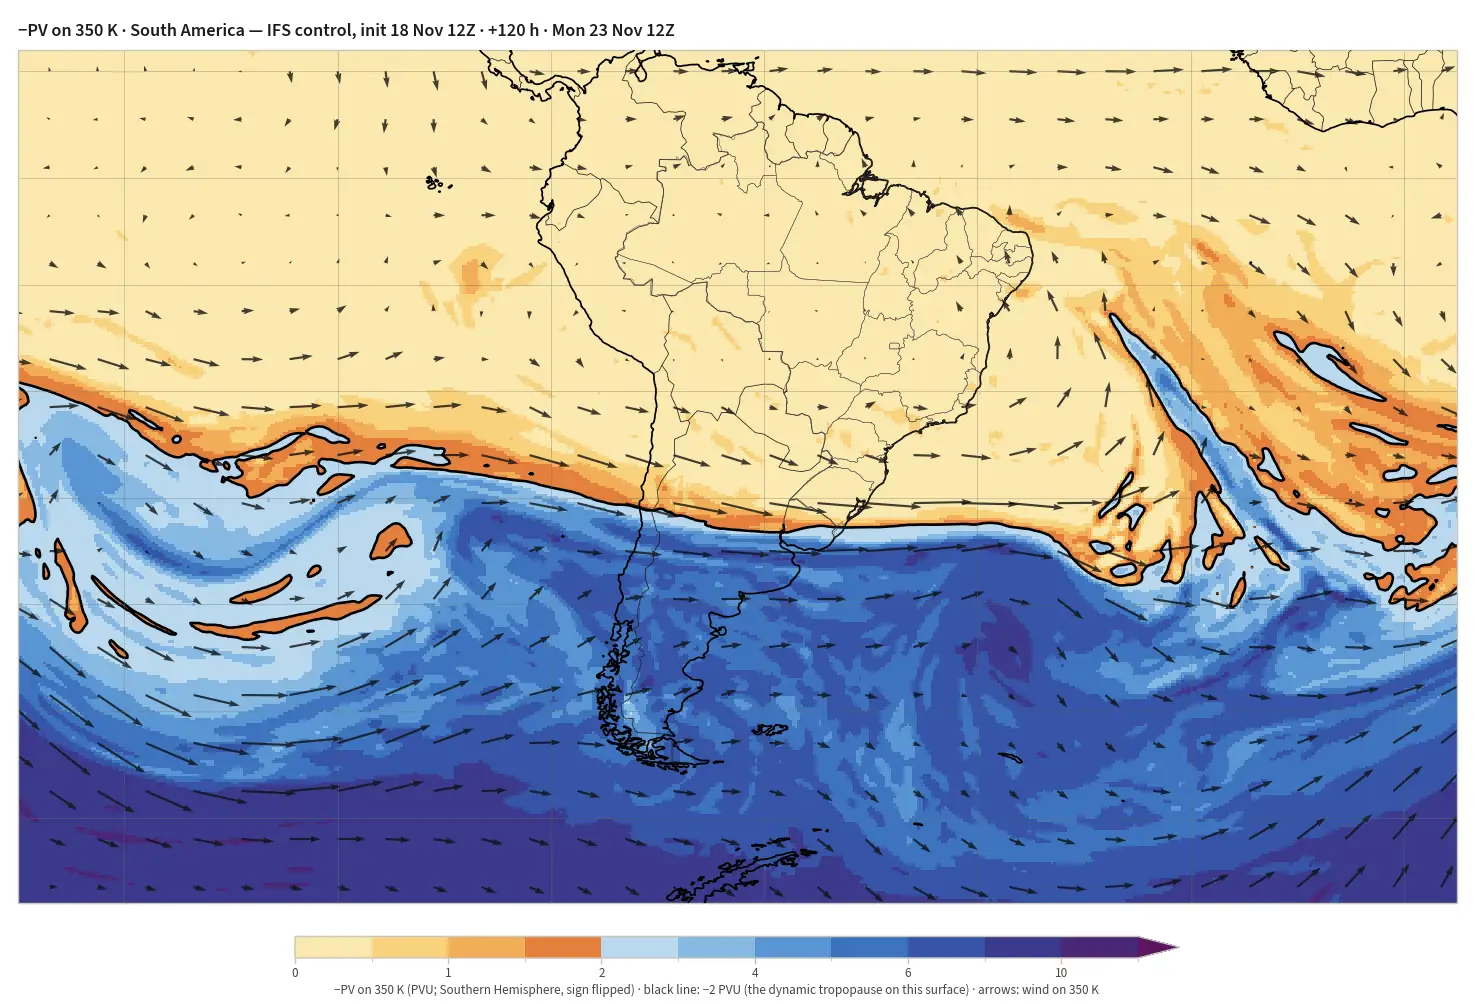 −PV on 350 K · South America — IFS control, init 18 Nov 12Z · +120 h · Mon 23 Nov 12Z
0 1 2 4 6 10
−PV on 350 K (PVU; Southern Hemisphere, sign flipped) · black line: −2 PVU (the dynamic tropopause on this surface) · arrows: wind on 350 K